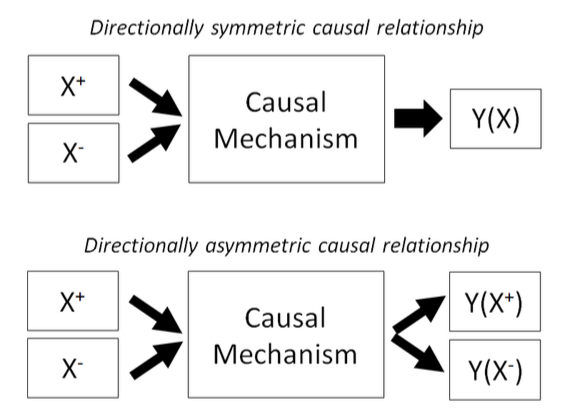 Directionally symmetric causal relationship
X⁺
X⁻
Causal
Mechanism
Y(X)
Directionally asymmetric causal relationship
X⁺
X⁻
Causal
Mechanism
Y(X⁺)
Y(X⁻)